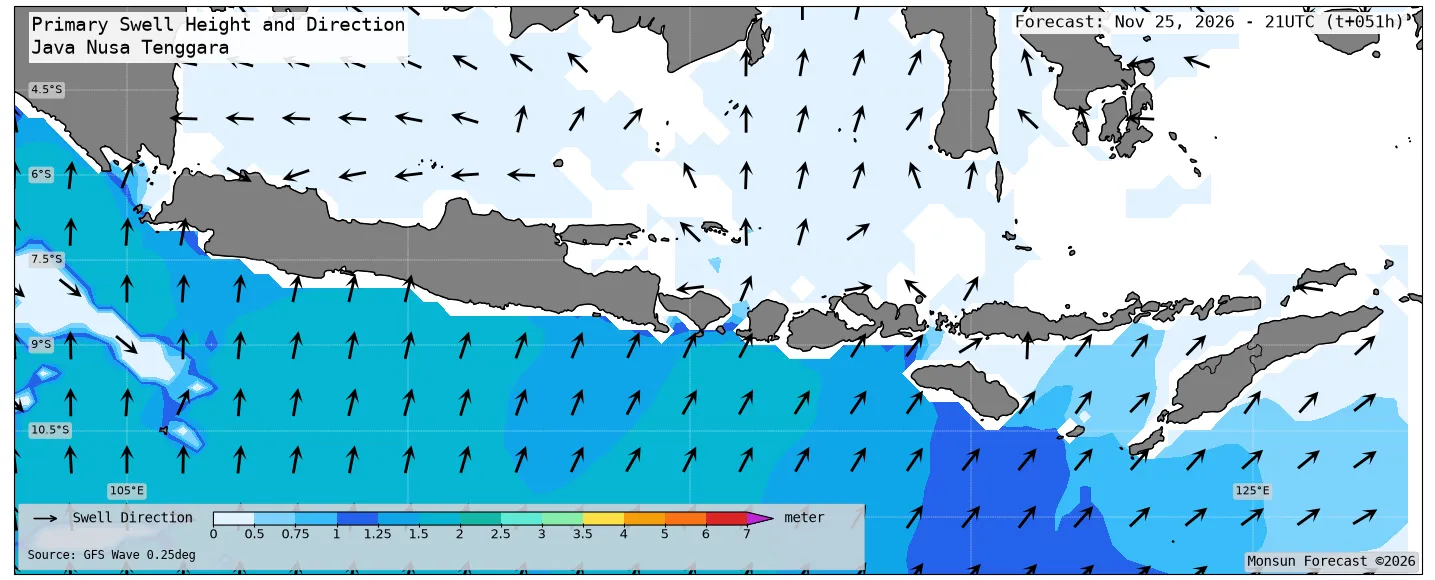 Primary Swell Height and Direction
Java Nusa Tenggara
Forecast: Nov 25, 2026 - 21UTC (t+051h)
4.5°S
6°S
7.5°S
9°S
10.5°S
105°E
125°E
Swell Direction
meter
0 0.5 0.75 1 1.25 1.5 2 2.5 3 3.5 4 5 6 7
Source: GFS Wave 0.25deg
Monsun Forecast ©2026